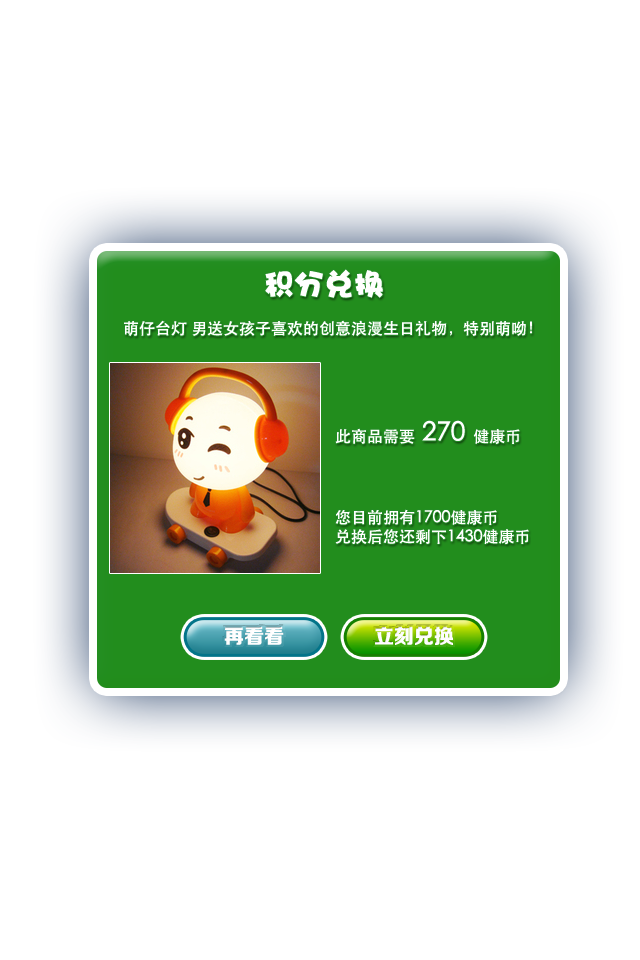 积分兑换
萌仔台灯 男送女孩子喜欢的创意浪漫生日礼物，特别萌呦！
此商品需要 270 健康币
您目前拥有1700健康币
兑换后您还剩下1430健康币
再看看
立刻兑换